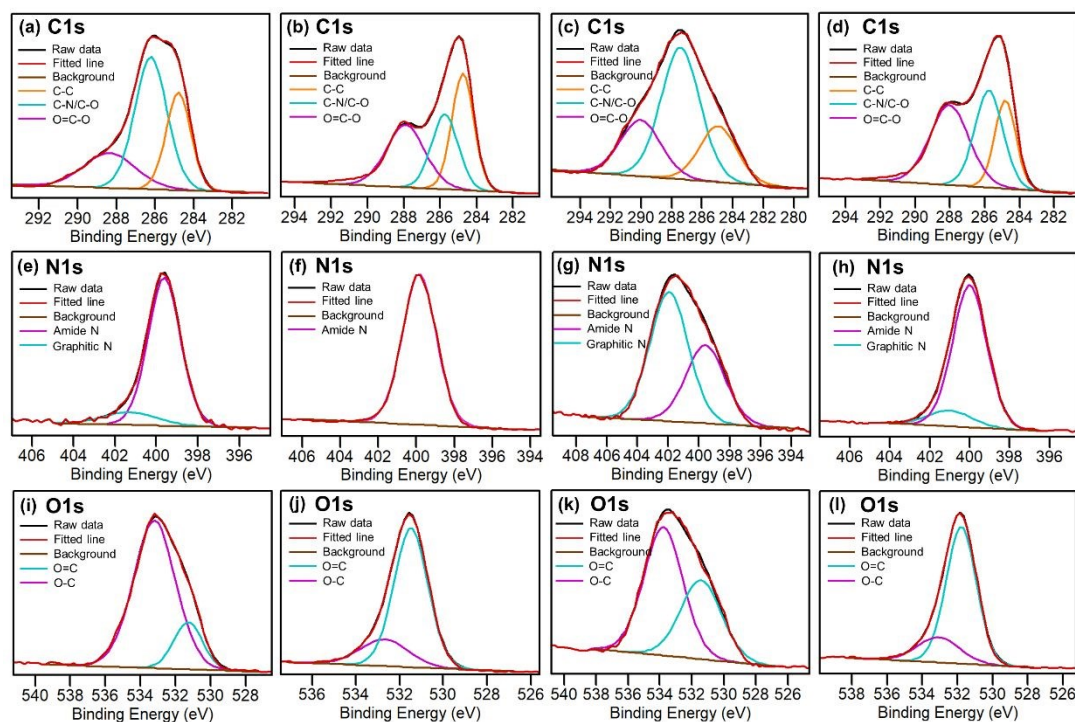 (a) C1s
Raw data
Fitted line
Background
C-C
C-N/C-O
O=C-O
292 290 288 286 284 282 280
Binding Energy (eV)
(b) C1s
Raw data
Fitted line
Background
C-C
C-N/C-O
O=C-O
294 292 290 288 286 284 282
Binding Energy (eV)
(c) C1s
Raw data
Fitted line
Background
C-C
C-N/C-O
O=C-O
294 292 290 288 286 284 282 280
Binding Energy (eV)
(d) C1s
Raw data
Fitted line
Background
C-C
C-N/C-O
O=C-O
294 292 290 288 286 284 282
Binding Energy (eV)
(e) N1s
Raw data
Fitted line
Background
Amide N
Graphitic N
406 404 402 400 398 396
Binding Energy (eV)
(f) N1s
Raw data
Fitted line
Background
Amide N
406 404 402 400 398 396 394
Binding Energy (eV)
(g) N1s
Raw data
Fitted line
Background
Amide N
Graphitic N
408 406 404 402 400 398 396 394
Binding Energy (eV)
(h) N1s
Raw data
Fitted line
Background
Amide N
Graphitic N
406 404 402 400 398 396
Binding Energy (eV)
(i) O1s
Raw data
Fitted line
Background
O=C
O-C
540 538 536 534 532 530 528
Binding Energy (eV)
(j) O1s
Raw data
Fitted line
Background
O=C
O-C
536 534 532 530 528 526
Binding Energy (eV)
(k) O1s
Raw data
Fitted line
Background
O=C
O-C
540 538 536 534 532 530 528 526
Binding Energy (eV)
(l) O1s
Raw data
Fitted line
Background
O=C
O-C
538 536 534 532 530 528 526
Binding Energy (eV)